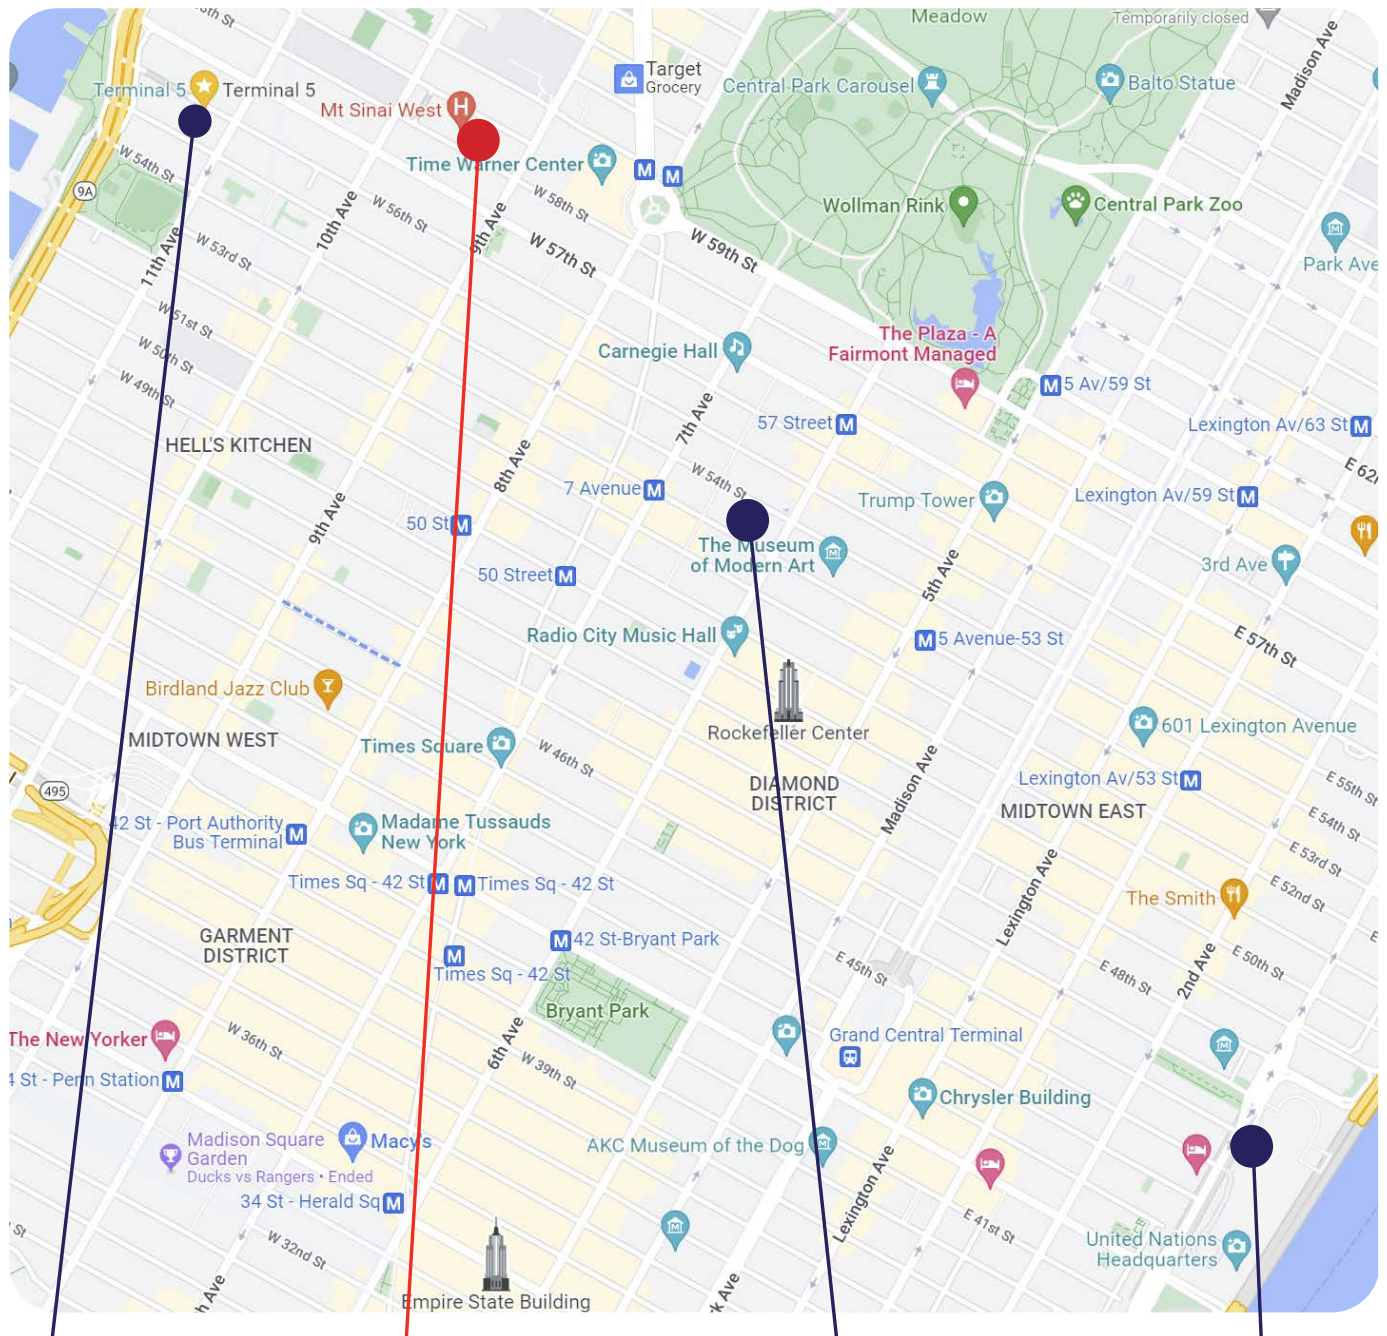 58th St
Meadow
Temporarily closed
Madison Ave
Terminal 5
Terminal 5
Mt Sinai West
H
Target
Grocery
Central Park Carousel
Balto Statue
Time Warner Center
M
M
W 54th St
9A
10th Ave
W 56th St
W 58th St
9th Ave
Wollman Rink
Central Park Zoo
11th Ave
W 53rd St
W 57th St
W 59th St
Park Ave
W 51st St
W 50th St
W 49th St
Carnegie Hall
The Plaza - A
Fairmont Managed
M 5 Av/59 St
7th Ave
57 Street M
Lexington Av/63 St M
HELL'S KITCHEN
8th Ave
W 54th St
E 62n
7 Avenue M
Trump Tower
Lexington Av/59 St M
9th Ave
50 St M
The Museum
of Modern Art
5th Ave
3rd Ave
50 Street M
Radio City Music Hall
M 5 Avenue-53 St
E 57th St
Birdland Jazz Club
Rockefeller Center
601 Lexington Avenue
MIDTOWN WEST
Times Square
W 46th St
Madison Ave
495
DIAMOND
DISTRICT
Lexington Av/53 St M
E 55th St
MIDTOWN EAST
E 54th St
42 St - Port Authority
Bus Terminal M
Madame Tussauds
New York
E 53rd St
Times Sq - 42 St M
M Times Sq - 42 St
Lexington Ave
E 52nd St
The Smith
GARMENT
DISTRICT
M 42 St-Bryant Park
M
Times Sq - 42 St
E 45th St
E 48th St
2nd Ave
E 50th St
Bryant Park
The New Yorker
W 36th St
6th Ave
W 39th St
Grand Central Terminal
4 St - Penn Station M
Chrysler Building
Madison Square
Garden
Ducks vs Rangers • Ended
Macy's
AKC Museum of the Dog
34 St - Herald Sq M
Lexington Ave
E 41st St
St
W 32nd St
United Nations
Headquarters
h Ave
Empire State Building
k Ave